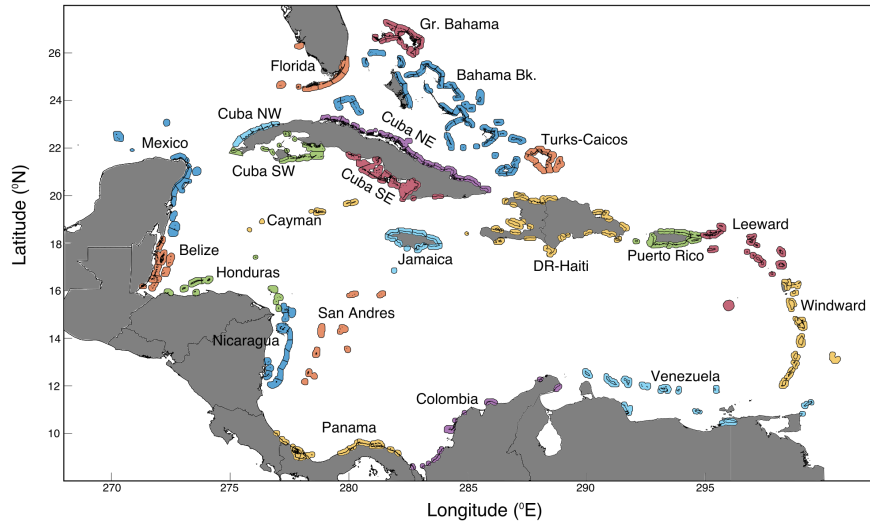 26
24
22
20
18
16
14
12
10
Latitude (⁰N)
Gr. Bahama
Florida
Bahama Bk.
Cuba NW
Cuba NE
Mexico
Turks-Caicos
Cuba SW
Cuba SE
Cayman
Leeward
Belize
Jamaica
DR-Haiti
Puerto Rico
Honduras
San Andres
Windward
Nicaragua
Venezuela
Colombia
Panama
270
275
280
285
290
295
Longitude (⁰E)